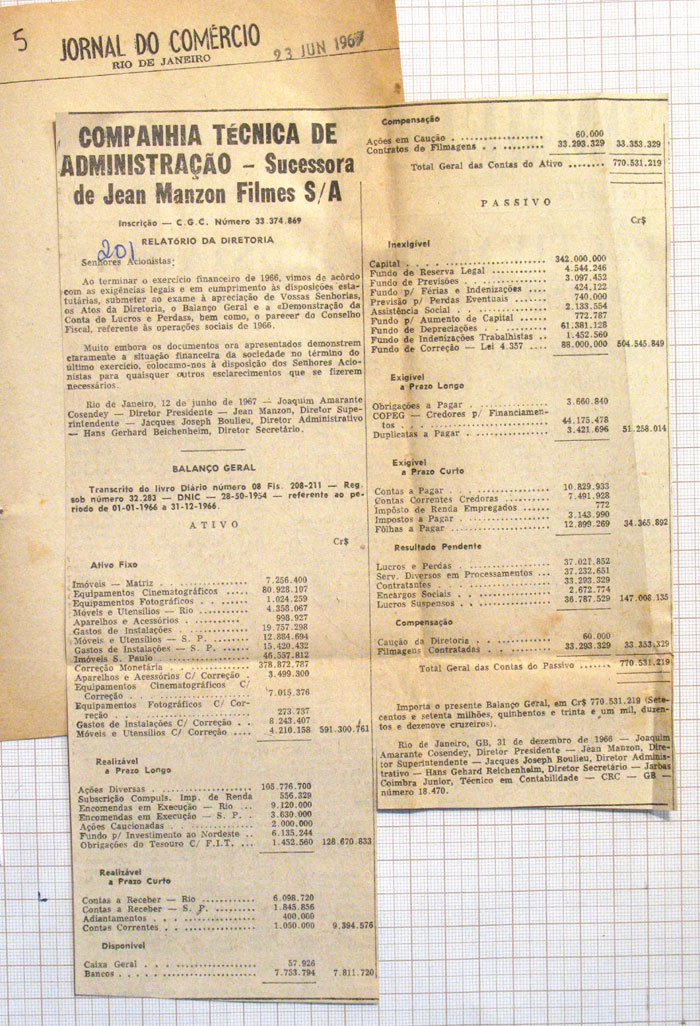 5
JORNAL DO COMÉRCIO
RIO DE JANEIRO
23 JUN 1967
COMPANHIA TÉCNICA DE
ADMINISTRAÇÃO – Sucessora
de Jean Manzon Filmes S/A
Inscrição — C.G.C. Número 33.374.869
RELATÓRIO DA DIRETORIA
201
Senhores Acionistas:
Ao terminar o exercício financeiro de 1966, vimos de acôrdo
com as exigências legais e em cumprimento às disposições esta-
tutárias, submeter ao exame à apreciação de Vossas Senhorias,
os Atos da Diretoria, o Balanço Geral e a «Demonstração da
Conta de Lucros e Perdas», bem como, o parecer do Conselho
Fiscal, referente às operações sociais de 1966.
Muito embora os documentos ora apresentados demonstrem
claramente a situação financeira da sociedade no término do
último exercício, colocamo-nos à disposição dos Senhores Acio-
nistas para quaisquer outros esclarecimentos que se fizerem
necessários.
Rio de Janeiro, 12 de junho de 1967 — Joaquim Amarante
Cosendey — Diretor Presidente — Jean Manzon, Diretor Supe-
rintendente — Jacques Joseph Boulieu, Diretor Administrativo
— Hans Gerhard Beichenheim, Diretor Secretário.
BALANÇO GERAL
Transcrito do livro Diário número 08 Fls. 208-211 — Reg.
sob número 32.283 — DNIC — 28-50-1954 — referente ao pe-
ríodo de 01-01-1966 a 31-12-1966.
ATIVO
Cr$
Ativo Fixo
Imóveis — Matriz . . ............... 7.256.400
Equipamentos Cinematográficos ..... 80.928.107
Equipamentos Fotográficos . . ....... 1.024.259
Móveis e Utensílios — Rio ........... 4.358.067
Aparelhos e Acessórios . . ........... 998.927
Gastos de Instalações . . ............. 19.757.298
Móveis e Utensílios — S. P. ......... 12.884.694
Gastos de Instalações — S. P. ....... 15.420.432
Imóveis S. Paulo . ................. 46.557.812
Correção Monetária . ............... 378.872.787
Aparelhos e Acessórios C/ Correção . 3.499.300
Equipamentos Cinematográficos C/
Correção . . ..................... 7.015.376
Equipamentos Fotográficos C/ Cor-
reção . . ......................... 273.737
Gastos de Instalações C/ Correção . . 8.243.407
Móveis e Utensílios C/ Correção .... 4.210.158 591.300.761
Realizável
a Prazo Longo
Ações Diversas . . ................. 105.776.700
Subscrição Compuls. Imp. de Renda 556.329
Encomendas em Execução — Rio ... 9.120.000
Encomendas em Execução — S. P. . 3.630.000
Ações Caucionadas . . ............. 2.000.000
Fundo p/ Investimento ao Nordeste .. 6.135.244
Obrigações do Tesouro C/ F.I.T. ... 1.452.560 128.670.833
Realizável
a Prazo Curto
Contas a Receber — Rio ............ 6.098.720
Contas a Receber — S. P. ......... 1.845.856
Adiantamentos . . . ................. 400.000
Contas Correntes . . . ............... 1.050.000 9.394.576
Disponível
Caixa Geral . . . ................... 57.926
Bancos . . . . . ..................... 7.753.794 7.811.720
Compensação
Ações em Caução . ................. 60.000
Contratos de Filmagens . . ......... 33.293.329 33.353.329
Total Geral das Contas do Ativo ........ 770.531.219
PASSIVO
Cr$
Inexigível
Capital . . . . ..................... 342.000.000
Fundo de Reserva Legal ........... 4.544.246
Fundo de Previsões . ............... 3.097.452
Fundo p/ Férias e Indenizações .. 424.122
Previsão p/ Perdas Eventuais ..... 740.000
Assistência Social . . ............... 2.133.554
Fundo p/ Aumento de Capital ...... 772.787
Fundo de Depreciações . ........... 61.381.128
Fundo de Indenizações Trabalhistas .. 1.452.560
Fundo de Correção — Lei 4.357 .... 88.000.000 504.545.849
Exigível
a Prazo Longo
Obrigações a Pagar . ............... 3.660.840
COPEG — Credores p/ Financiamen-
tos . . . ........................... 44.175.478
Duplicatas a Pagar . ............... 3.421.696 51.258.014
Exigível
a Prazo Curto
Contas a Pagar . . ................. 10.829.933
Contas Correntes Credoras . ....... 7.491.928
Impôsto de Renda Empregados ...... 772
Impostos a Pagar . . ............... 3.143.990
Fôlhas a Pagar . . ................. 12.899.269 34.365.892
Resultado Pendente
Lucros e Perdas . . ................. 37.021.852
Serv. Diversos em Processamentos ... 37.232.651
Contratantes . . ................... 33.293.329
Encargos Sociais . . ............... 2.672.774
Lucros Suspensos . . ............... 36.787.529 147.008.135
Compensação
Caução da Diretoria . . ............. 60.000
Filmagens Contratadas . . ........... 33.293.329 33.353.329
Total Geral das Contas do Passivo ....... 770.531.219
Importa o presente Balanço Geral, em Cr$ 770.531.219 (Sete-
centos e setenta milhões, quinhentos e trinta e um mil, duzen-
tos e dezenove cruzeiros).
Rio de Janeiro, GB, 31 de dezembro de 1966 — Joaquim
Amarante Cosendey, Diretor Presidente — Jean Manzon, Dire-
tor Superintendente — Jacques Joseph Boulieu, Diretor Adminis-
trativo — Hans Gehard Reichenheim, Diretor Secretário — Jarbas
Coimbra Junior, Técnico em Contabilidade — CRC — GB —
número 18.470.